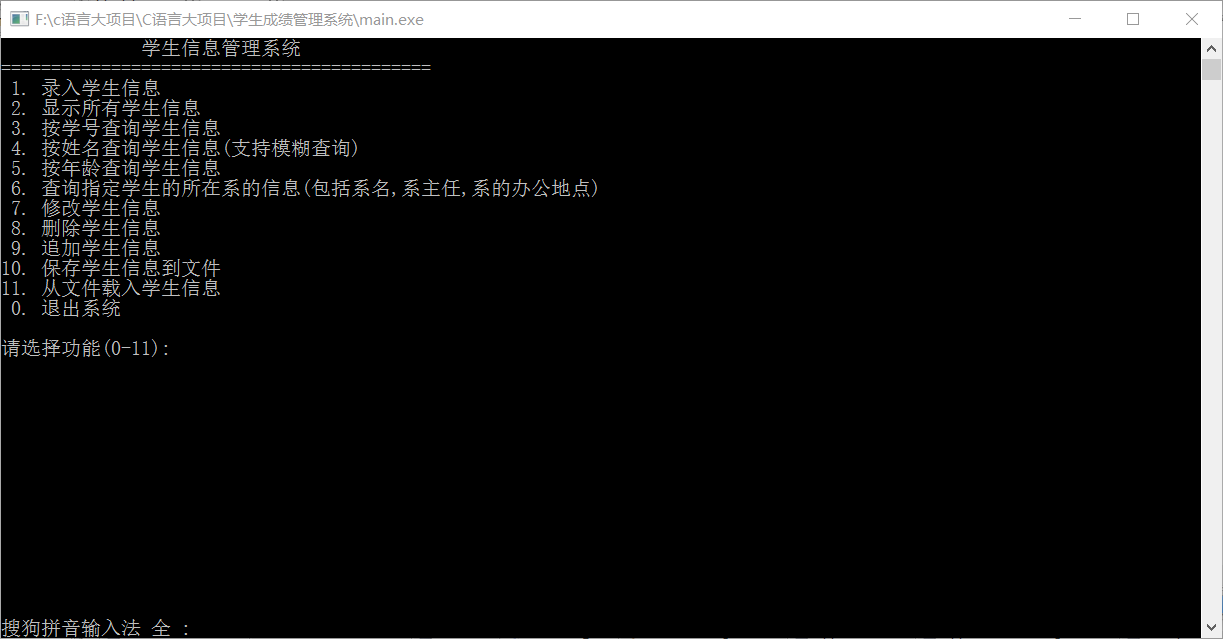 F:\c语言大项目\C语言大项目\学生成绩管理系统\main.exe
学生信息管理系统
===========================================
1. 录入学生信息
2. 显示所有学生信息
3. 按学号查询学生信息
4. 按姓名查询学生信息(支持模糊查询)
5. 按年龄查询学生信息
6. 查询指定学生的所在系的信息(包括系名,系主任,系的办公地点)
7. 修改学生信息
8. 删除学生信息
9. 追加学生信息
10. 保存学生信息到文件
11. 从文件载入学生信息
0. 退出系统
请选择功能(0-11):
搜狗拼音输入法 全 :